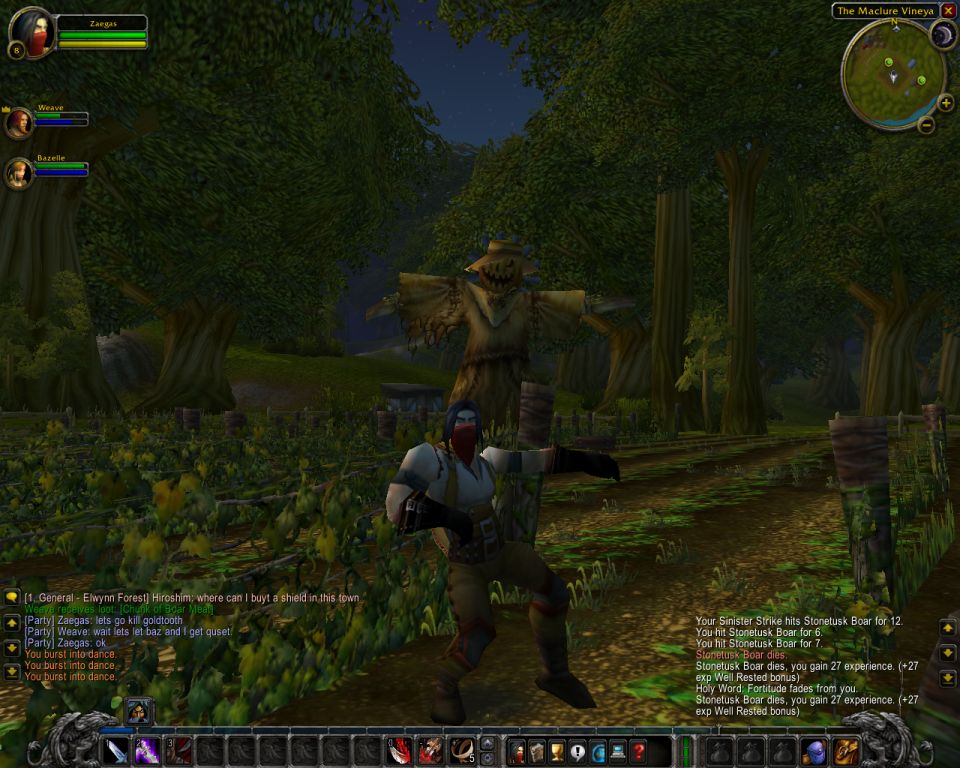 Zaegas
8
The Maclure Vineya
N
Weave
Bazelle
[1. General - Elwynn Forest] Hiroshim: where can I buyt a shield in this town
Weave receives loot: [Chunk of Boar Meat]
[Party] Zaegas: lets go kill goldtooth
[Party] Weave: wait lets let baz and I get quset
[Party] Zaegas: ok
You burst into dance.
You burst into dance.
Your Sinister Strike hits Stonetusk Boar for 12.
You hit Stonetusk Boar for 6.
You hit Stonetusk Boar for 7.
Stonetusk Boar dies.
Stonetusk Boar dies, you gain 27 experience. (+27
exp Well Rested bonus)
Holy Word: Fortitude fades from you.
Stonetusk Boar dies, you gain 27 experience. (+27
exp Well Rested bonus)
3
5